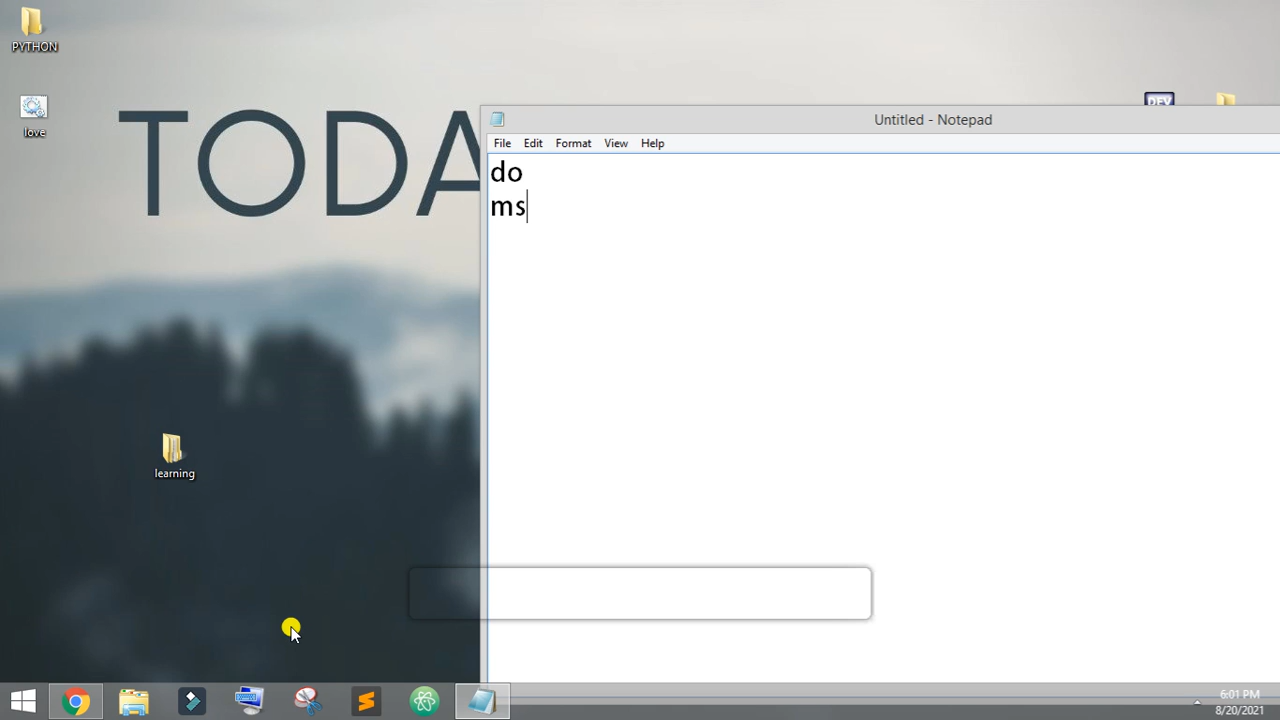 PYTHON
love
TODA
DEV
Untitled - Notepad
File Edit Format View Help
do
ms
learning
6:01 PM
8/20/2021